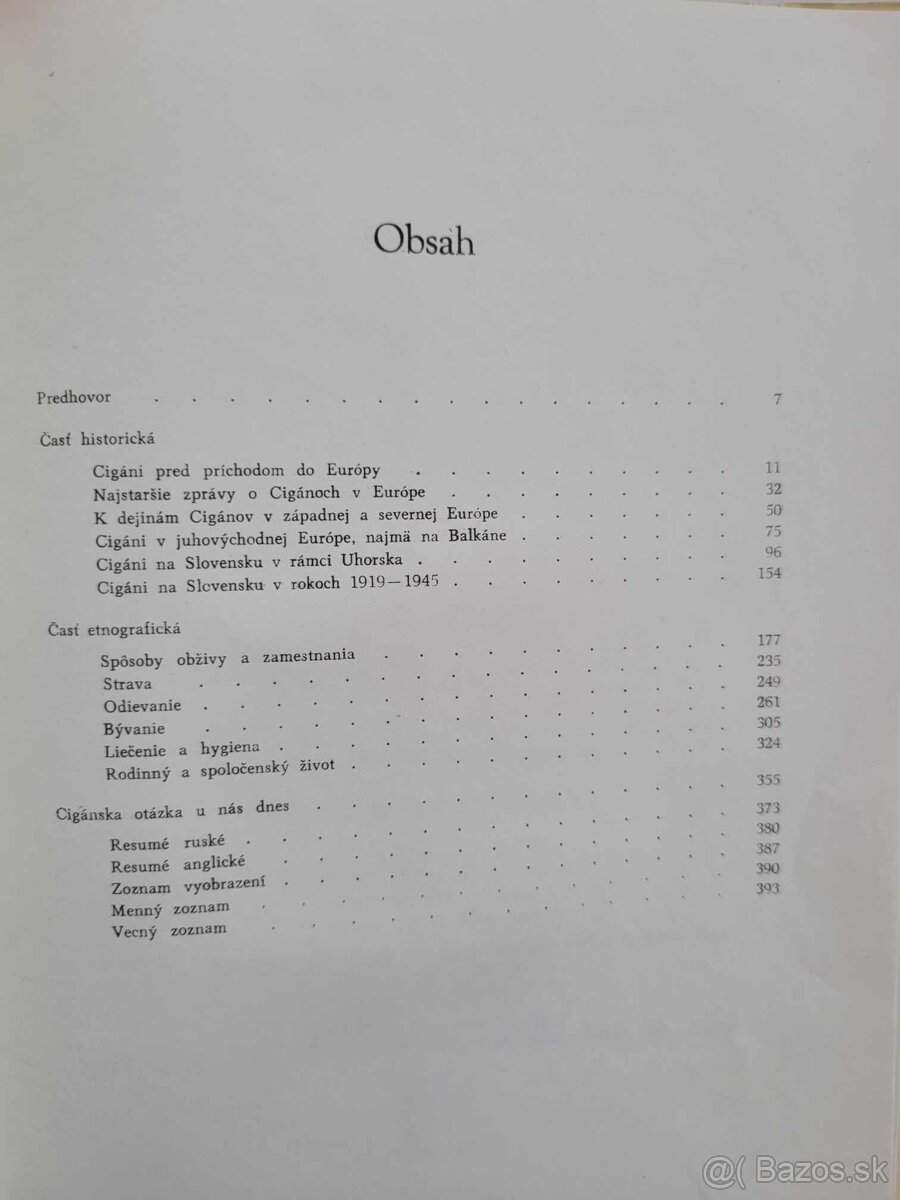 Obsah
Predhovor . . . . . . . . . . . . . . . . 7
Časť historická
Cigáni pred príchodom do Európy . . . . . . . . . 11
Najstaršie zprávy o Cigánoch v Európe . . . . . . . . 32
K dejinám Cigánov v západnej a severnej Európe . . . . . . 50
Cigáni v juhovýchodnej Európe, najmä na Balkáne . . . . . . 75
Cigáni na Slovensku v rámci Uhorska . . . . . . . . . 96
Cigáni na Slovensku v rokoch 1919—1945 . . . . . . . . 154
Časť etnografická
Spôsoby obživy a zamestnania . . . . . . . . . . 177
Strava . . . . . . . . . . . . . . . 235
Odievanie . . . . . . . . . . . . . . . 249
Bývanie . . . . . . . . . . . . . . . 261
Liečenie a hygiena . . . . . . . . . . . . . 305
Rodinný a spoločenský život . . . . . . . . . . . 324
Cigánska otázka u nás dnes . . . . . . . . . . . . 355
Resumé ruské . . . . . . . . . . . . . . 373
Resumé anglické . . . . . . . . . . . . . 380
Zoznam vyobrazení . . . . . . . . . . . . . 387
Menný zoznam . . . . . . . . . . . . . 390
Vecný zoznam . . . . . . . . . . . . . 393
@( Bazos.sk